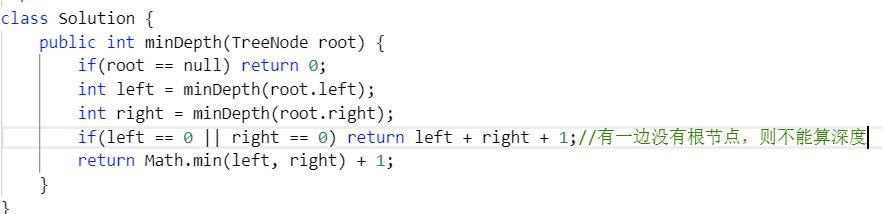 class Solution {
    public int minDepth(TreeNode root) {
        if(root == null) return 0;
        int left = minDepth(root.left);
        int right = minDepth(root.right);
        if(left == 0 || right == 0) return left + right + 1;//有一边没有根节点，则不能算深度
        return Math.min(left, right) + 1;
    }
}